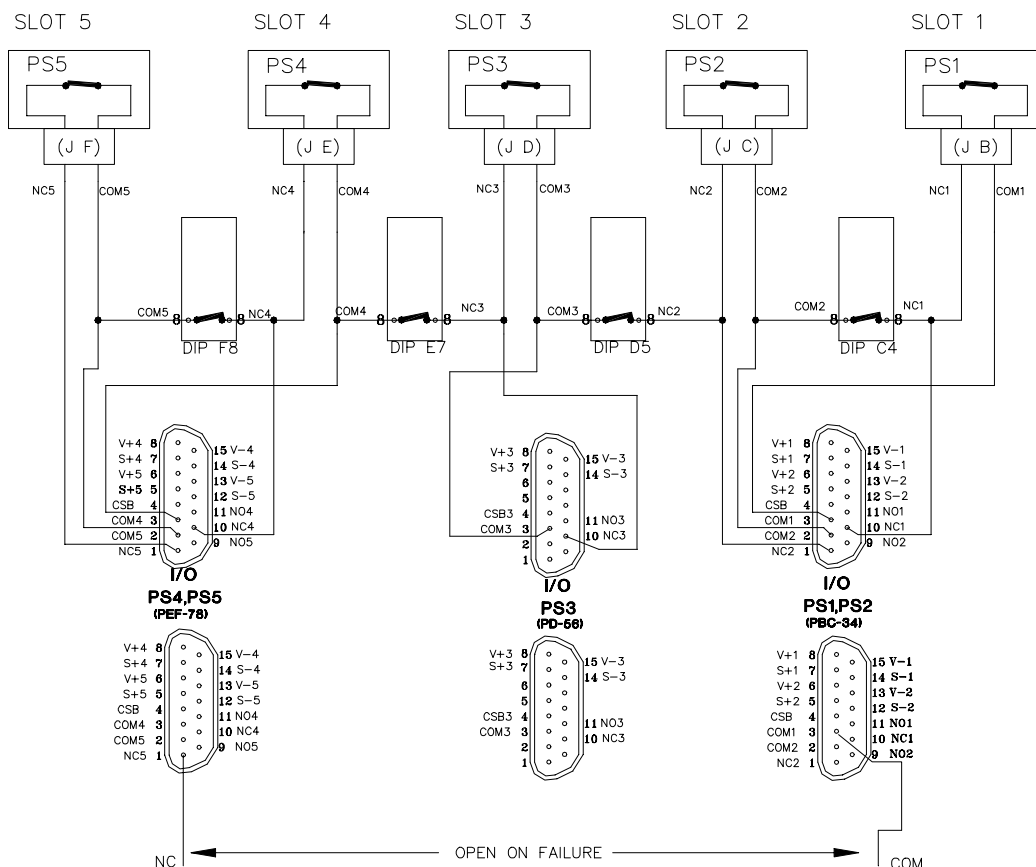 SLOT 5 SLOT 4 SLOT 3 SLOT 2 SLOT 1
PS5 PS4 PS3 PS2 PS1
(J F) (J E) (J D) (J C) (J B)
NC5 COM5 NC4 COM4 NC3 COM3 NC2 COM2 NC1 COM1
COM5 8 8 NC4 COM4 8 8 NC3 COM3 8 8 NC2 COM2 8 8 NC1
DIP F8 DIP E7 DIP D5 DIP C4
V+4 8
S+4 7
V+5 6
S+5 5
CSB 4
COM4 3
COM5 2
NC5 1
15 V-4
14 S-4
13 V-5
12 S-5
11 NO4
10 NC4
9 NO5
I/O
PS4,PS5
(PEF-78)
V+3 8
S+3 7
6
5
CSB3 4
COM3 3
2
1
15 V-3
14 S-3
11 NO3
10 NC3
I/O
PS3
(PD-56)
V+1 8
S+1 7
V+2 6
S+2 5
CSB 4
COM1 3
COM2 2
NC2 1
15 V-1
14 S-1
13 V-2
12 S-2
11 NO1
10 NC1
9 NO2
I/O
PS1,PS2
(PBC-34)
V+4 8
S+4 7
V+5 6
S+5 5
CSB 4
COM4 3
COM5 2
NC5 1
15 V-4
14 S-4
13 V-5
12 S-5
11 NO4
10 NC4
9 NO5
V+3 8
S+3 7
6
5
CSB3 4
COM3 3
2
1
15 V-3
14 S-3
11 NO3
10 NC3
V+1 8
S+1 7
V+2 6
S+2 5
CSB 4
COM1 3
COM2 2
NC2 1
15 V-1
14 S-1
13 V-2
12 S-2
11 NO1
10 NC1
9 NO2
NC OPEN ON FAILURE COM